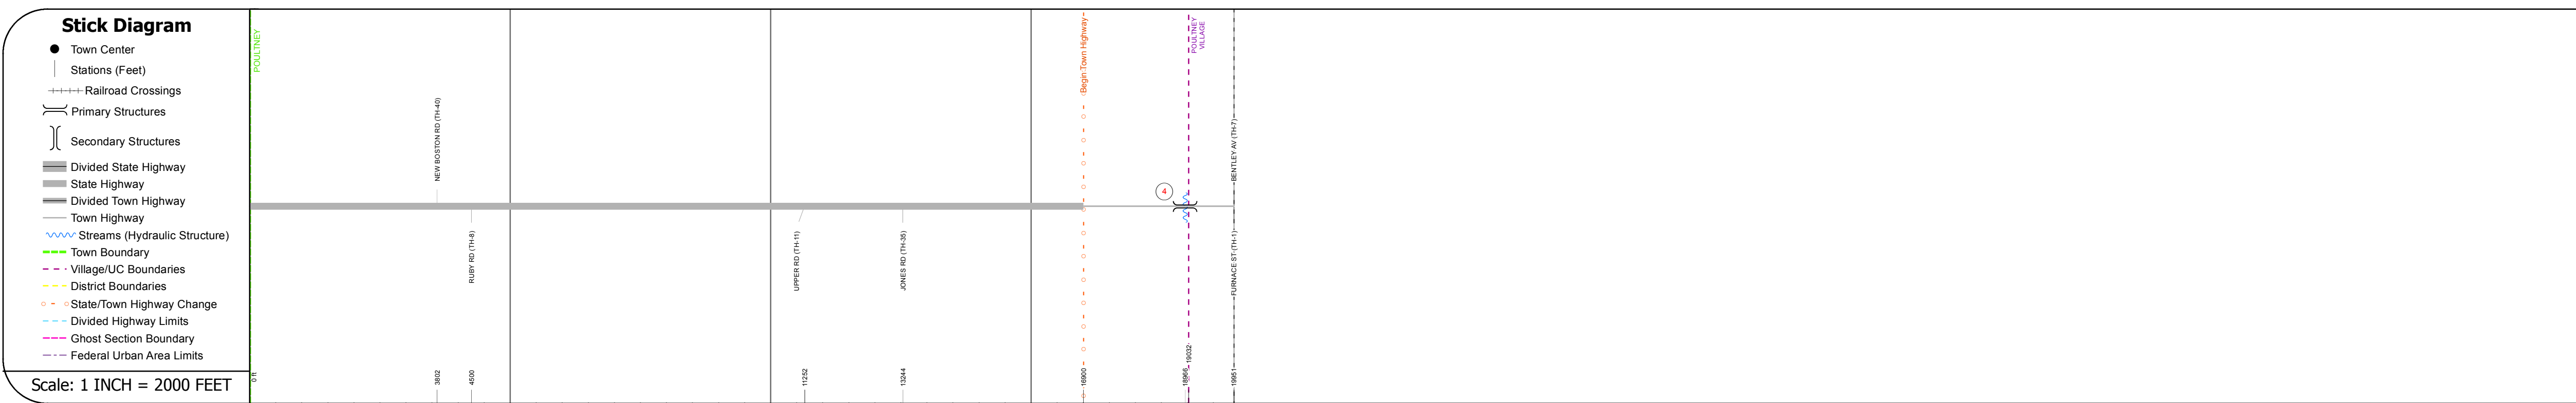 Stick Diagram
Town Center
Stations (Feet)
Railroad Crossings
Primary Structures
Secondary Structures
Divided State Highway
State Highway
Divided Town Highway
Town Highway
Streams (Hydraulic Structure)
Town Boundary
Village/UC Boundaries
District Boundaries
State/Town Highway Change
Divided Highway Limits
Ghost Section Boundary
Federal Urban Area Limits
Scale: 1 INCH = 2000 FEET
POULTNEY
NEW BOSTON RD (TH-40)
RUBY RD (TH-8)
UPPER RD (TH-11)
JONES RD (TH-35)
Begin Town Highway
4
POULTNEY
VILLAGE
BENTLEY AV (TH-7)
FURNACE ST (TH-1)
0 ft
3802
4500
11252
13244
16900
18966
19032
19951